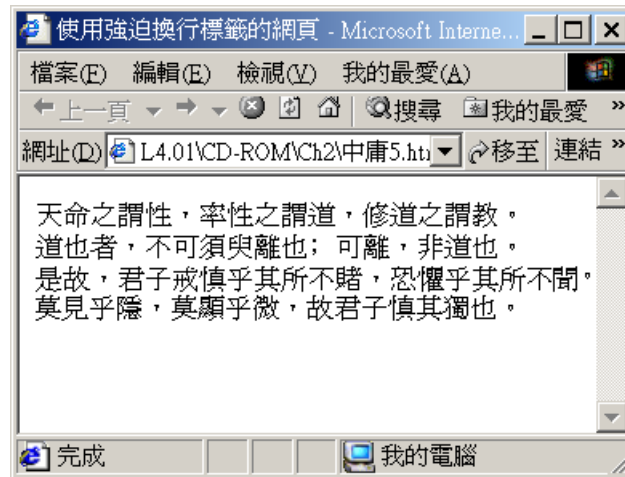 使用強迫換行標籤的網頁 - Microsoft Interne...
檔案(F) 編輯(E) 檢視(V) 我的最愛(A)
上一頁 搜尋 我的最愛 »
網址(D) L4.01\CD-ROM\Ch2\中庸5.ht 移至 連結 »
天命之謂性，率性之謂道，修道之謂教。
道也者，不可須臾離也; 可離，非道也。
是故，君子戒慎乎其所不賭，恐懼乎其所不聞。
莫見乎隱，莫顯乎微，故君子慎其獨也。
完成 我的電腦